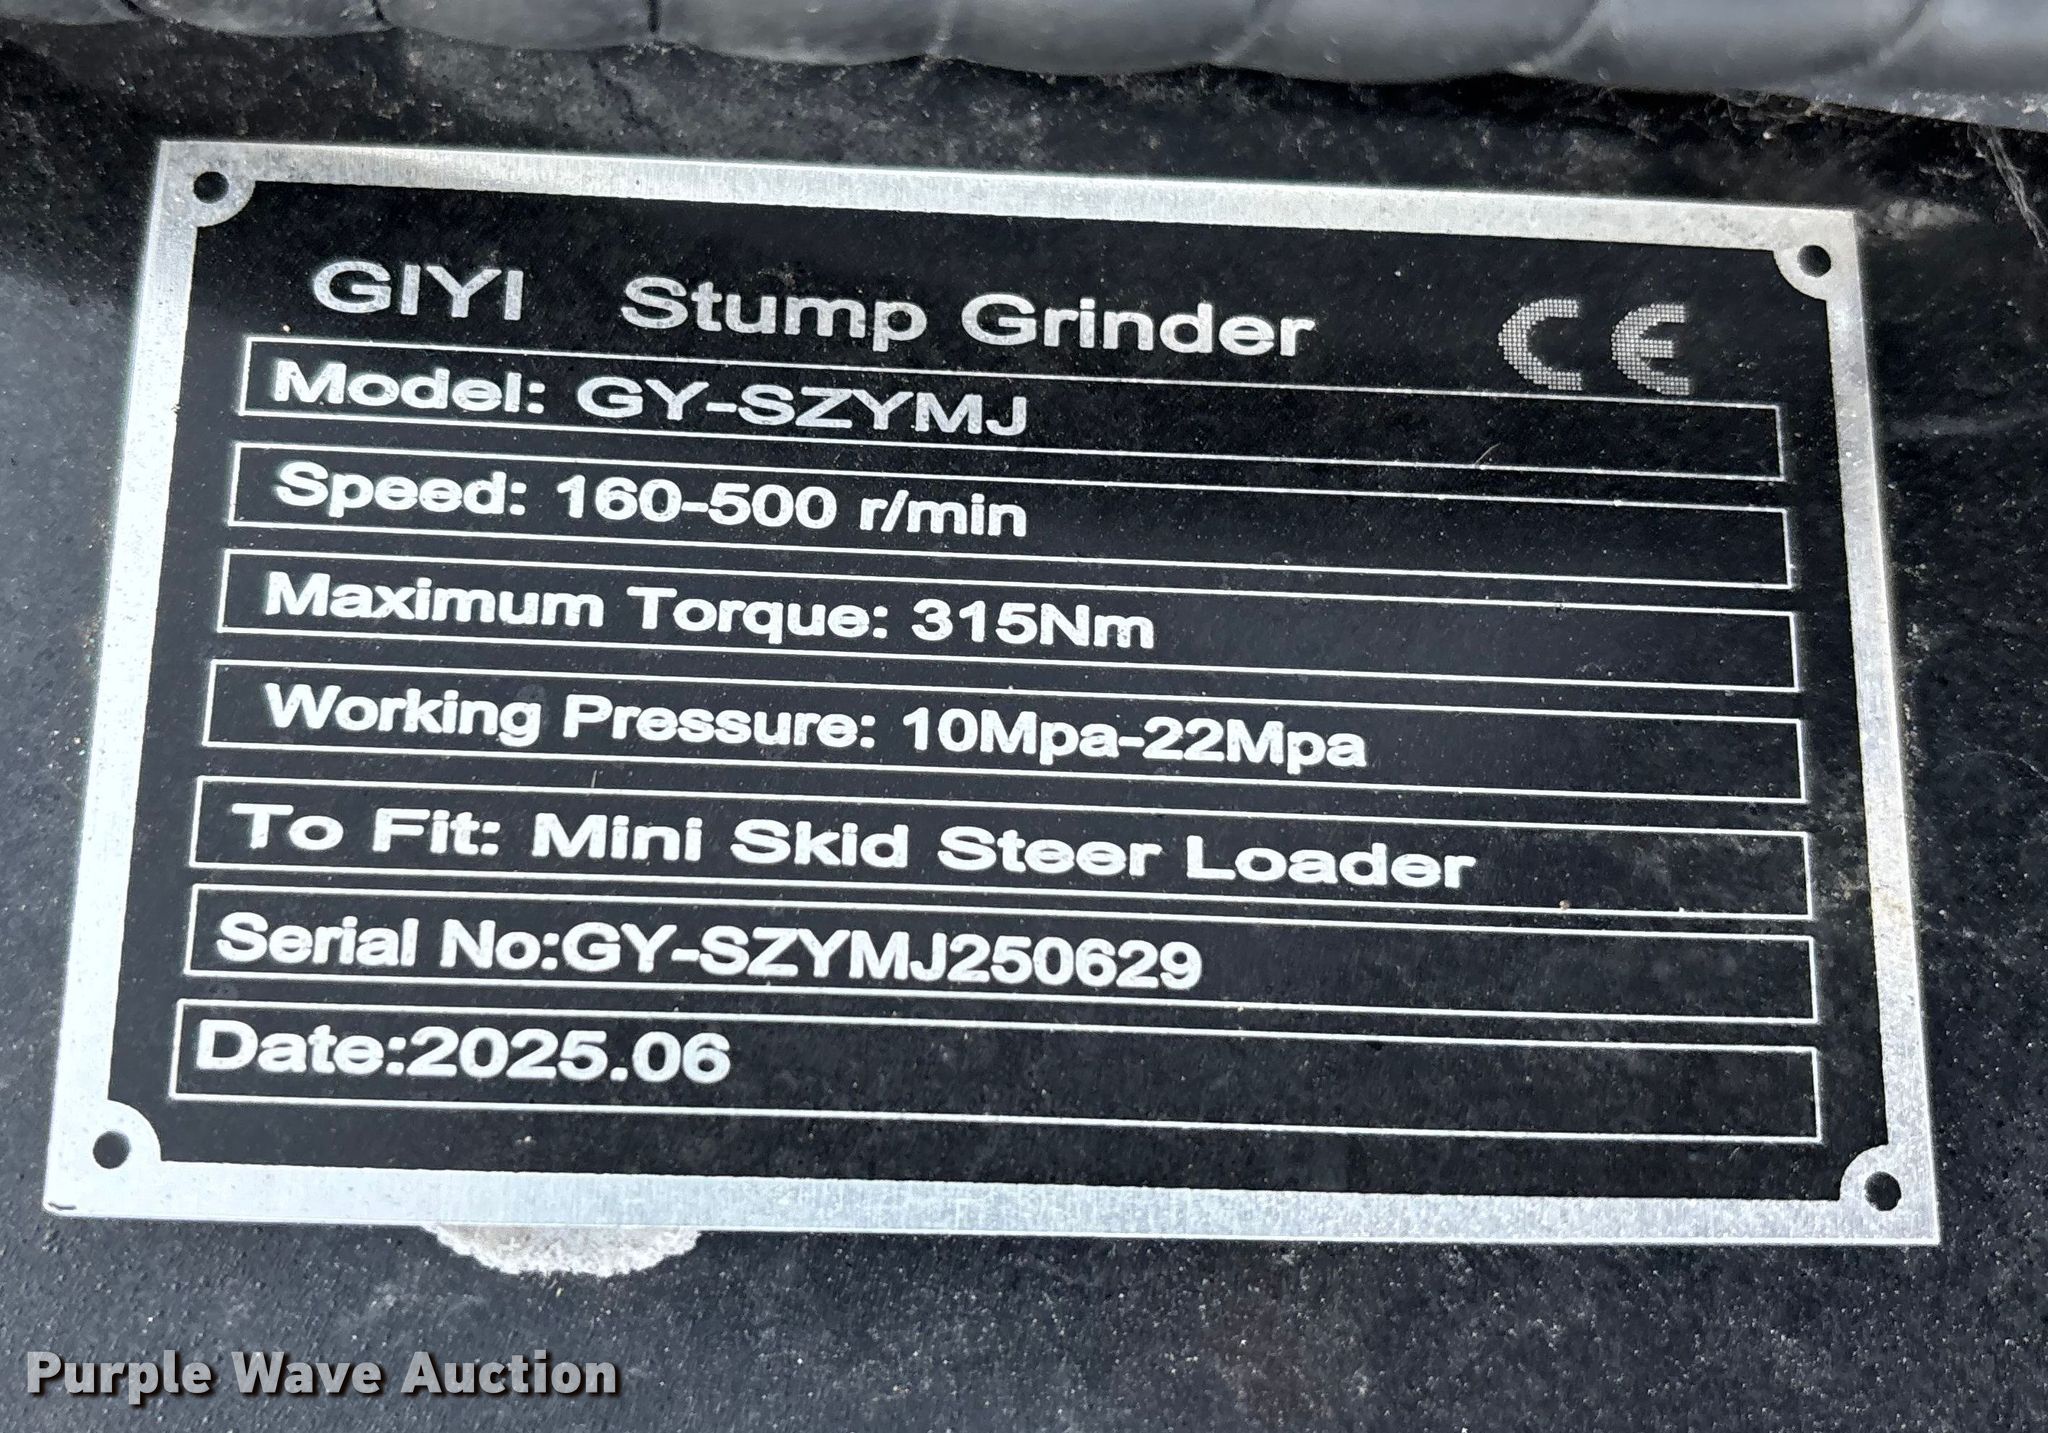 GIYI Stump Grinder CE
Model: GY-SZYMJ
Speed: 160-500 r/min
Maximum Torque: 315Nm
Working Pressure: 10Mpa-22Mpa
To Fit: Mini Skid Steer Loader
Serial No:GY-SZYMJ250629
Date:2025.06
Purple Wave Auction